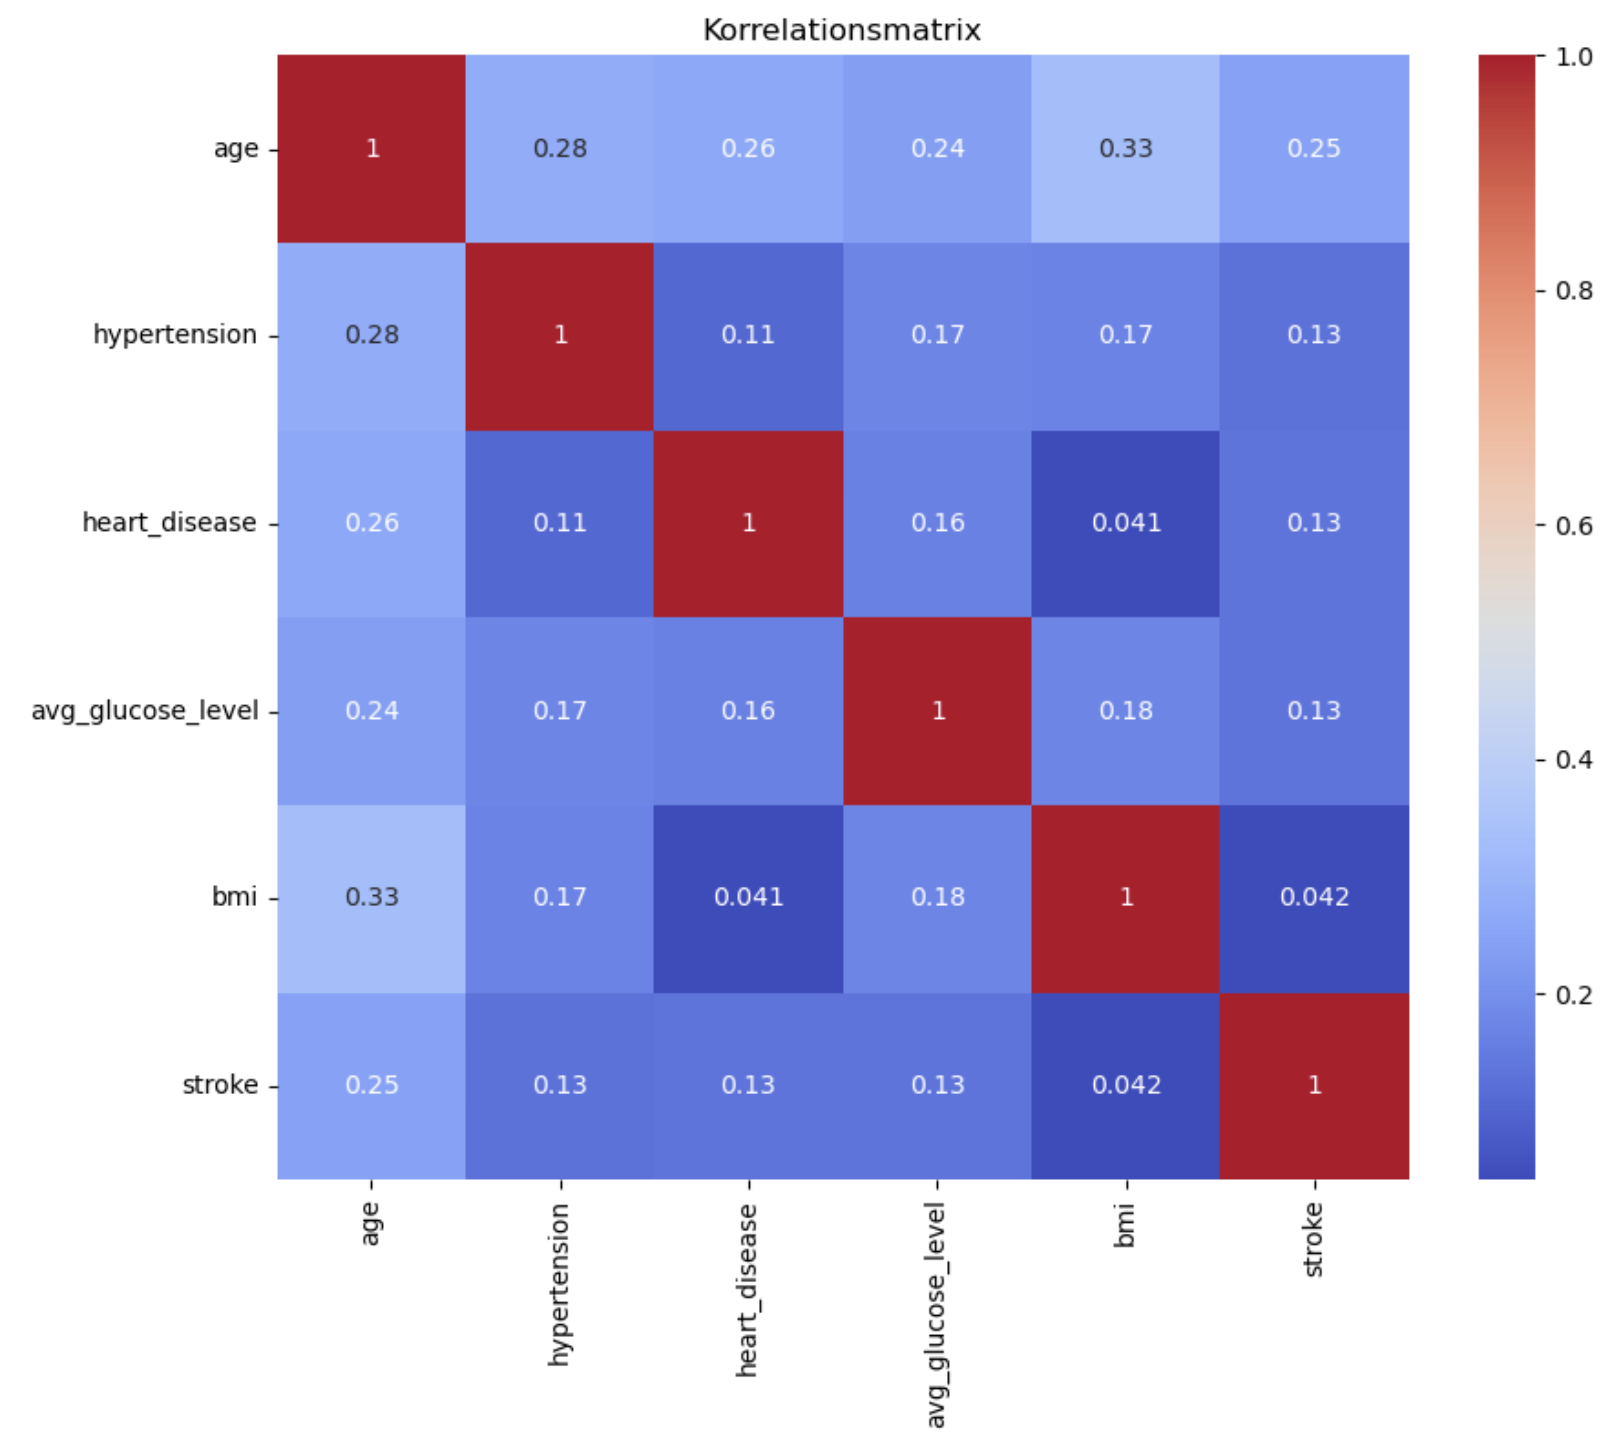 Korrelationsmatrix
age 1 0.28 0.26 0.24 0.33 0.25
hypertension 0.28 1 0.11 0.17 0.17 0.13
heart_disease 0.26 0.11 1 0.16 0.041 0.13
avg_glucose_level 0.24 0.17 0.16 1 0.18 0.13
bmi 0.33 0.17 0.041 0.18 1 0.042
stroke 0.25 0.13 0.13 0.13 0.042 1
age hypertension heart_disease avg_glucose_level bmi stroke
1.0
0.8
0.6
0.4
0.2